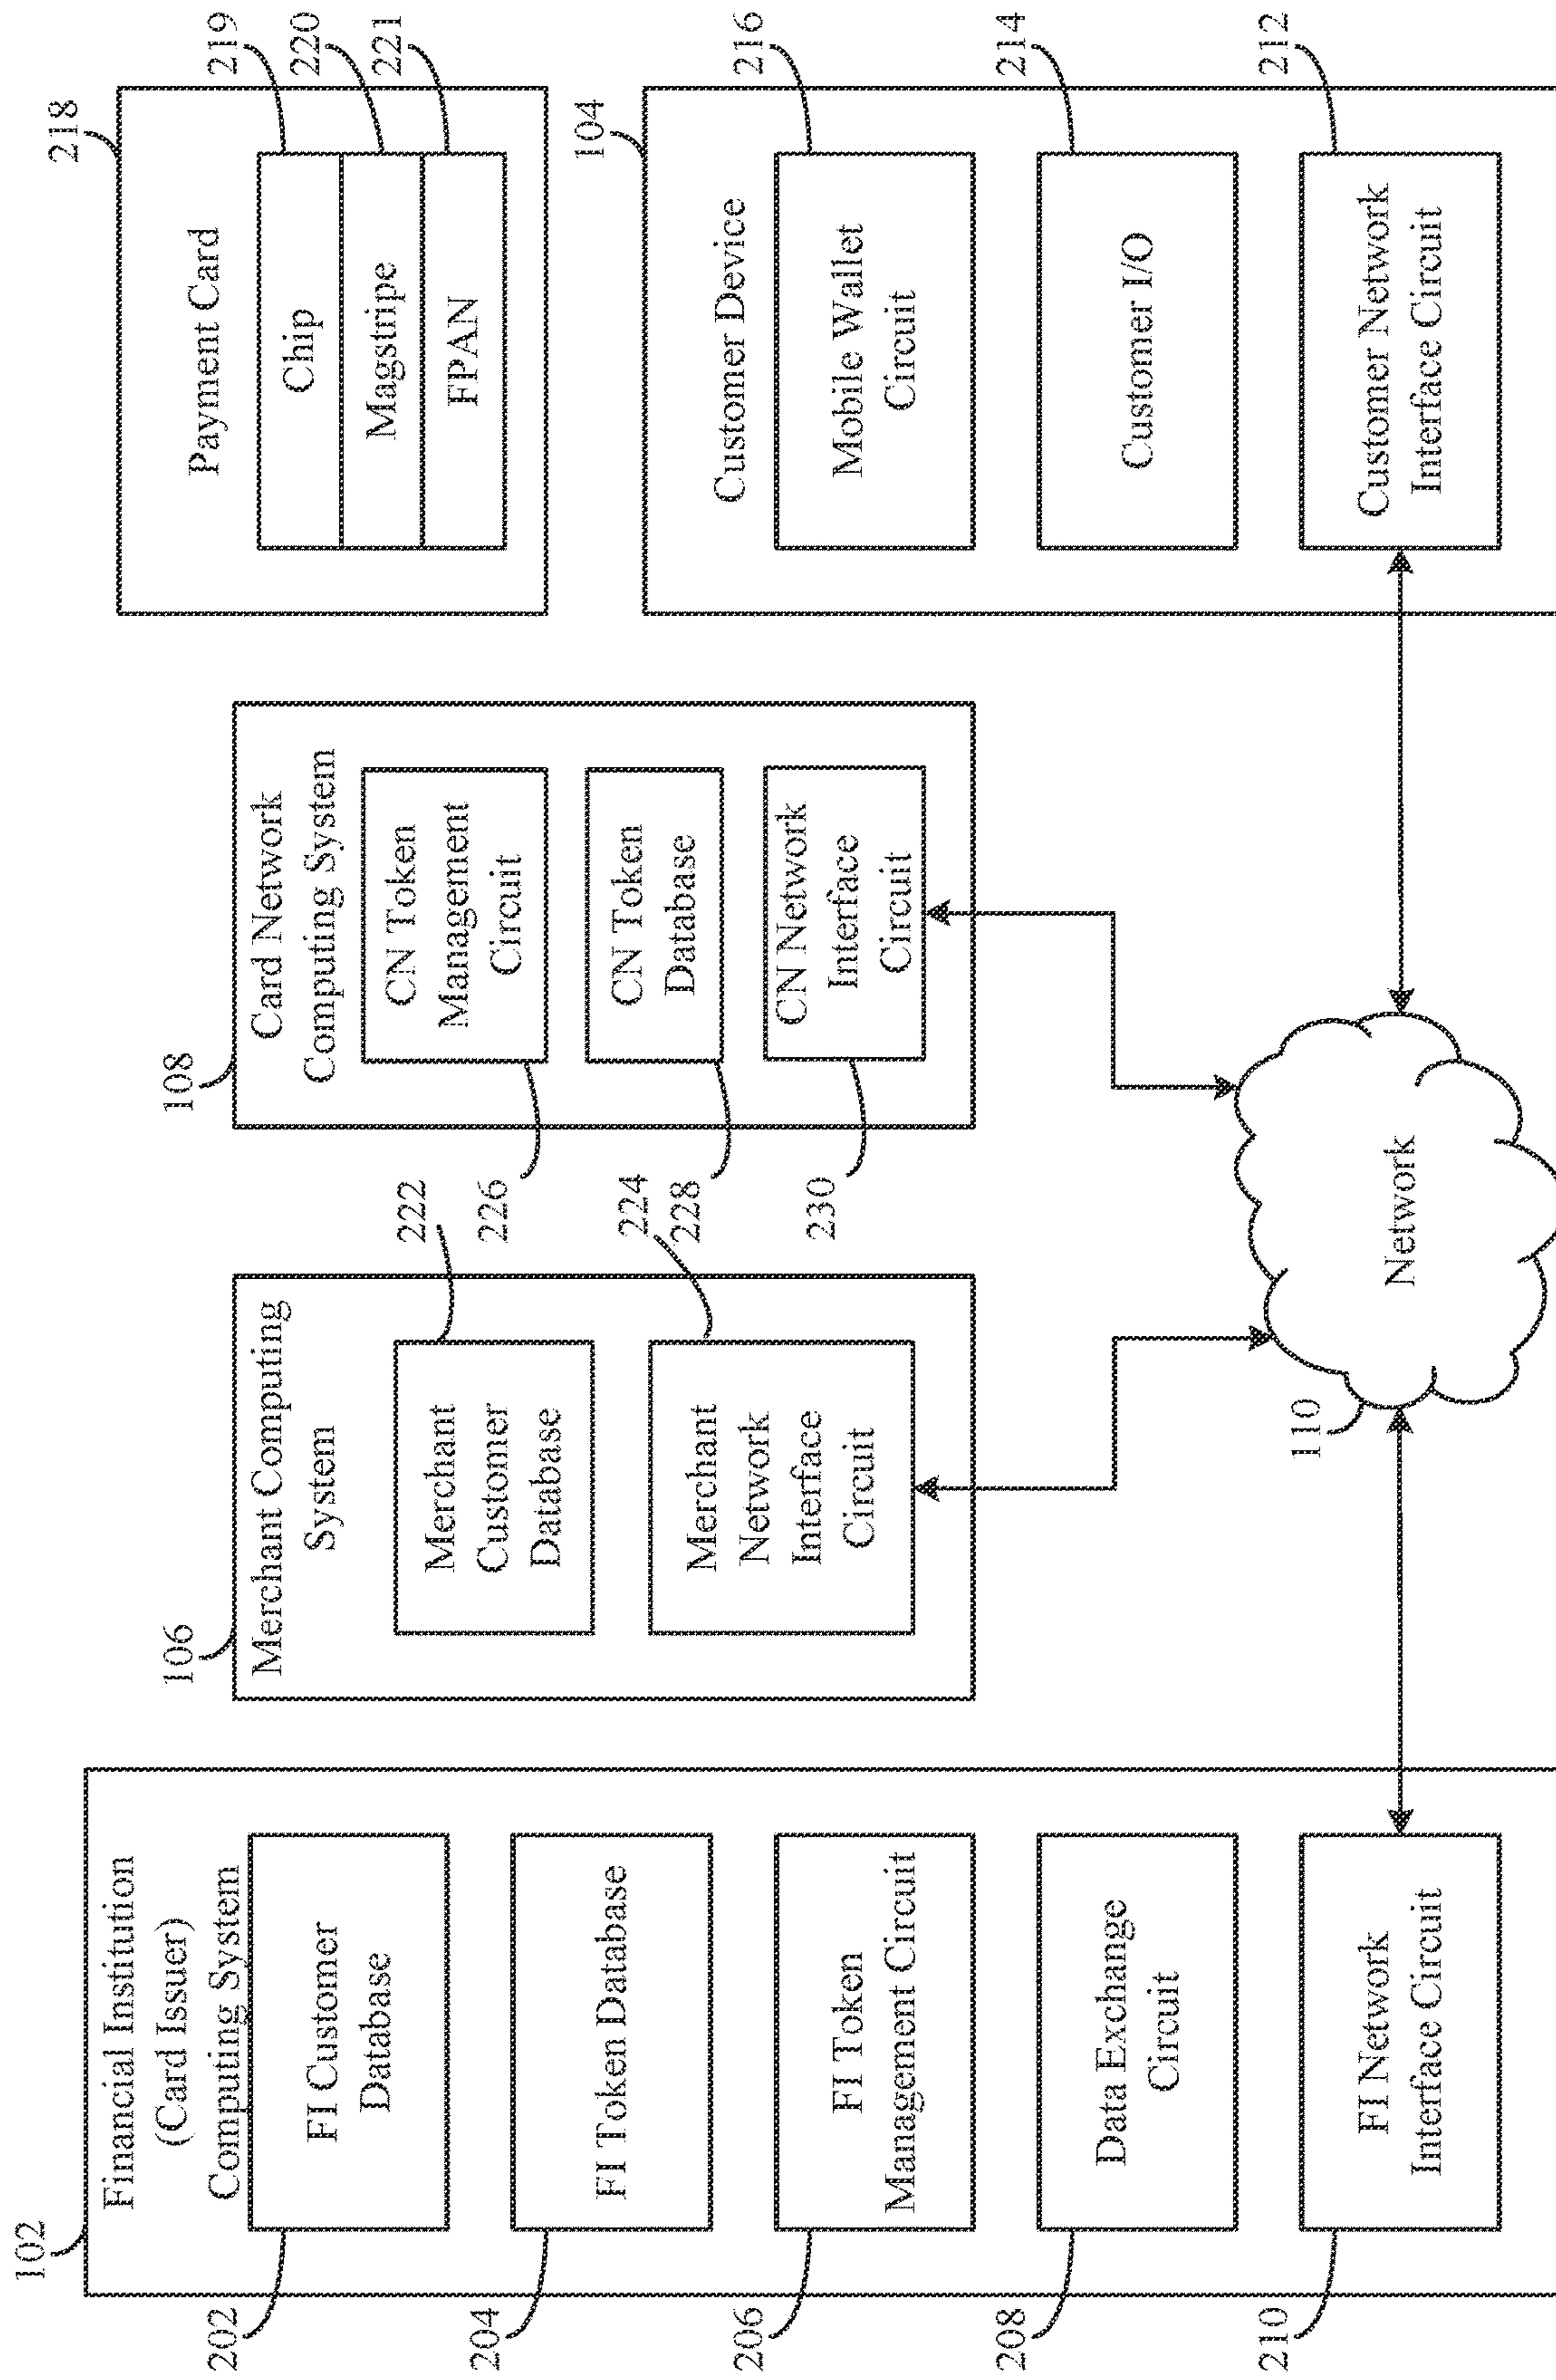 102
Financial Institution
(Card Issuer)
Computing System
202
FI Customer
Database
204
FI Token Database
206
FI Token
Management Circuit
208
Data Exchange
Circuit
210
FI Network
Interface Circuit
106
Merchant Computing
System
222
Merchant
Customer
Database
224
Merchant
Network
Interface
Circuit
108
Card Network
Computing System
226
CN Token
Management
Circuit
228
CN Token
Database
230
CN Network
Interface
Circuit
110
Network
218
Payment Card
219
Chip
220
Magstripe
221
FPAN
104
Customer Device
216
Mobile Wallet
Circuit
214
Customer I/O
212
Customer Network
Interface Circuit